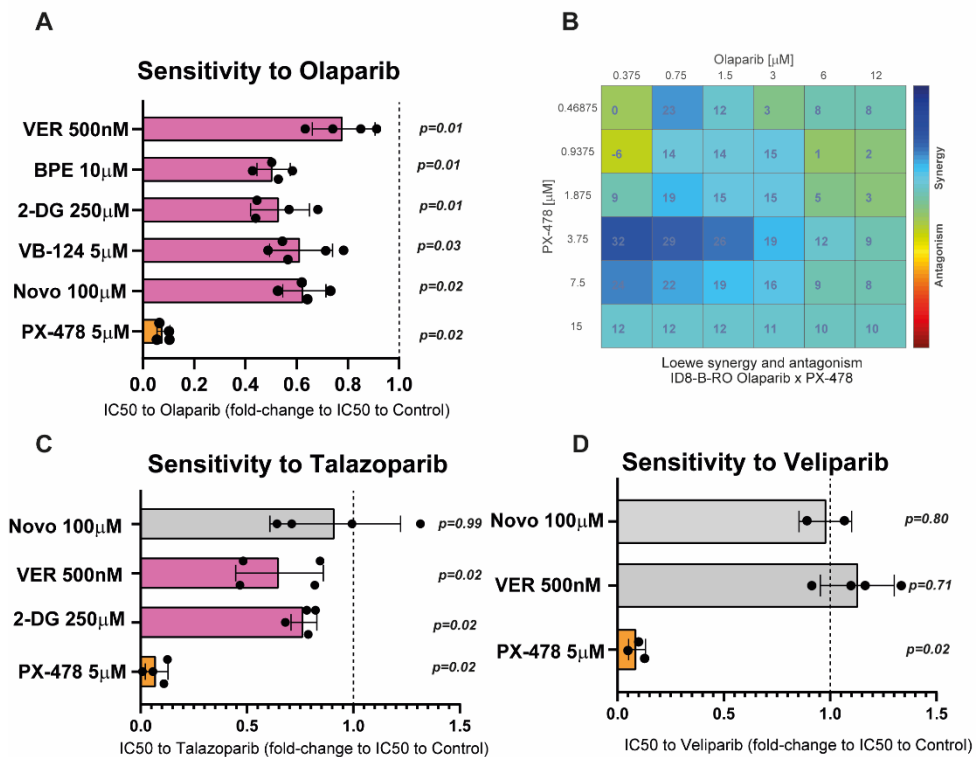 A
Sensitivity to Olaparib
VER 500nM
p=0.01
BPE 10μM
p=0.01
2-DG 250μM
p=0.01
VB-124 5μM
p=0.03
Novo 100μM
p=0.02
PX-478 5μM
p=0.02
0.0 0.2 0.4 0.6 0.8 1.0
IC50 to Olaparib (fold-change to IC50 to Control)
B
Olaparib [μM]
0.375 0.75 1.5 3 6 12
PX-478 [μM]
0.46875 0 23 12 3 8 8
0.9375 -6 14 14 15 1 2
1.875 9 19 15 15 5 3
3.75 32 29 26 19 12 9
7.5 22 19 16 9 8
15 12 12 12 11 10 10
Synergy
Antagonism
Loewe synergy and antagonism
ID8-B-RO Olaparib x PX-478
C
Sensitivity to Talazoparib
Novo 100μM
p=0.99
VER 500nM
p=0.02
2-DG 250μM
p=0.02
PX-478 5μM
p=0.02
0.0 0.5 1.0 1.5
IC50 to Talazoparib (fold-change to IC50 to Control)
D
Sensitivity to Veliparib
Novo 100μM
p=0.80
VER 500nM
p=0.71
PX-478 5μM
p=0.02
0.0 0.5 1.0 1.5
IC50 to Veliparib (fold-change to IC50 to Control)